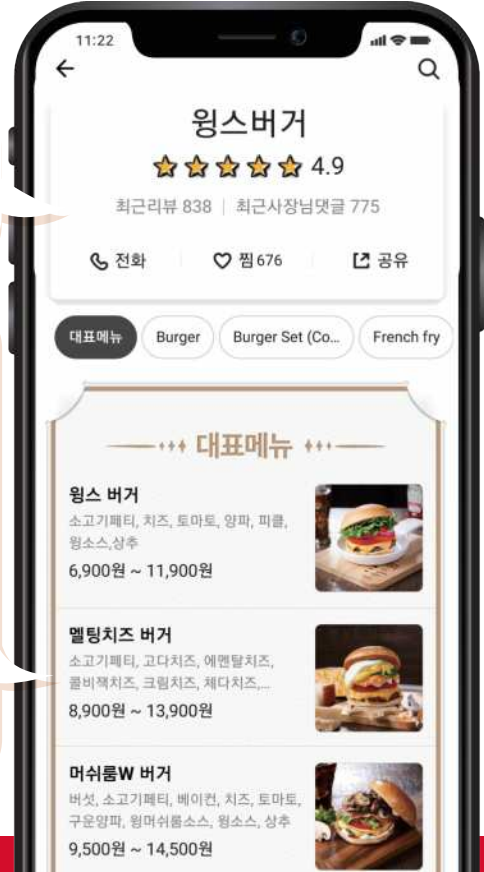 11:22
윙스버거
4.9
최근리뷰 838 | 최근사장님댓글 775
전화 찜 676 공유
대표메뉴 Burger Burger Set (Co... French fry
대표메뉴
윙스 버거
소고기페티, 치즈, 토마토, 양파, 피클,
윙소스,상추
6,900원 ~ 11,900원
멜팅치즈 버거
소고기페티, 고다치즈, 에멘탈치즈,
콜비잭치즈, 크림치즈, 체다치즈,...
8,900원 ~ 13,900원
머쉬룸W 버거
버섯, 소고기페티, 베이컨, 치즈, 토마토,
구운양파, 윙머쉬룸소스, 윙소스, 상추
9,500원 ~ 14,500원